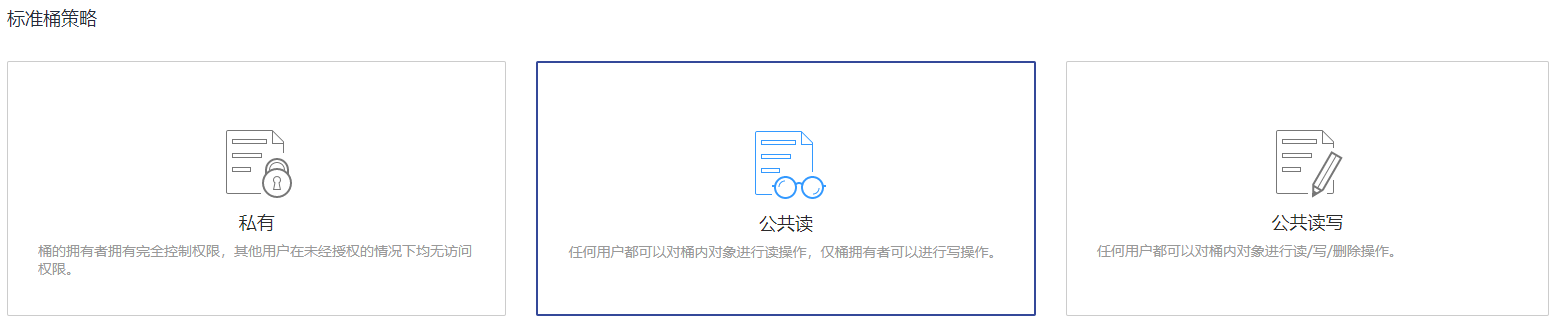 标准桶策略
私有
桶的拥有者拥有完全控制权限，其他用户在未经授权的情况下均无访问
权限。
公共读
任何用户都可以对桶内对象进行读操作，仅桶拥有者可以进行写操作。
公共读写
任何用户都可以对桶内对象进行读/写/删除操作。